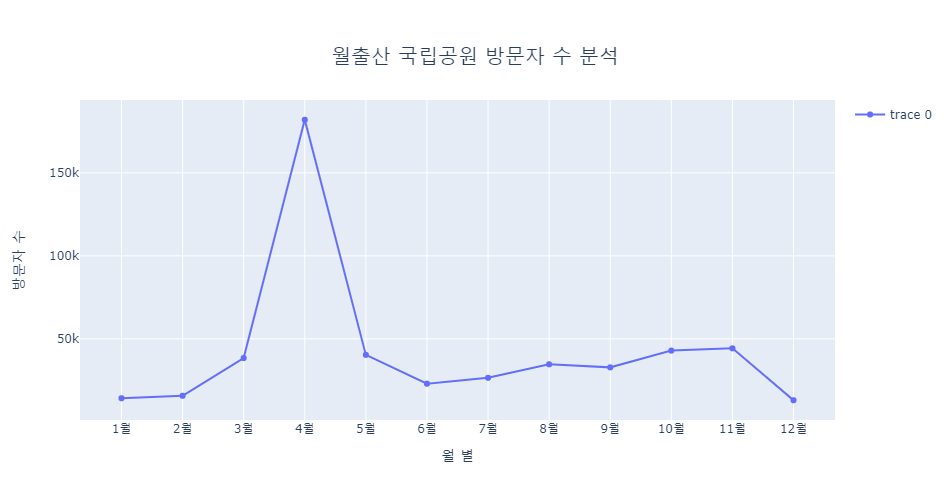 월출산 국립공원 방문자 수 분석
trace 0
150k
100k
50k
방문자 수
1월 2월 3월 4월 5월 6월 7월 8월 9월 10월 11월 12월
월 별